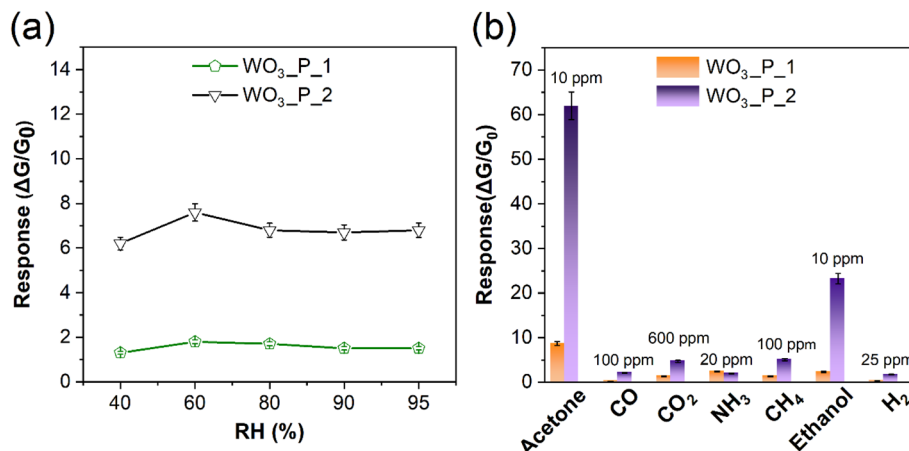 (a)
WO₃_P_1
WO₃_P_2
Response (ΔG/G₀)
14
12
10
8
6
4
2
0
40 60 80 90 95
RH (%)
(b)
WO₃_P_1
WO₃_P_2
Response(ΔG/G₀)
70
60
50
40
30
20
10
0
10 ppm
100 ppm
600 ppm
20 ppm
100 ppm
10 ppm
25 ppm
Acetone CO CO₂ NH₃ CH₄ Ethanol H₂